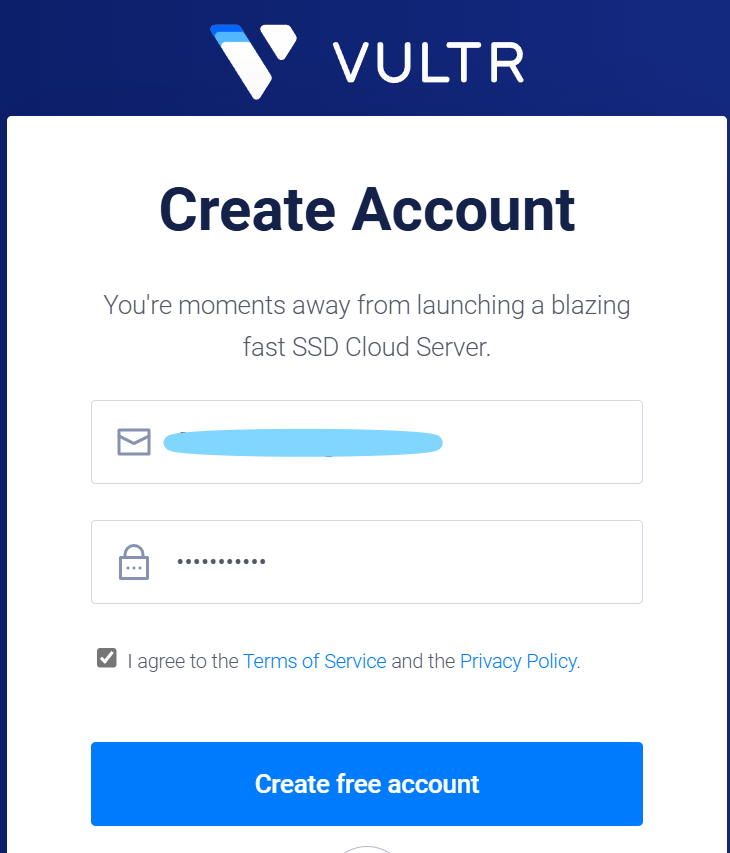 VULTR
Create Account
You're moments away from launching a blazing
fast SSD Cloud Server.
•••••••••••
I agree to the Terms of Service and the Privacy Policy.
Create free account